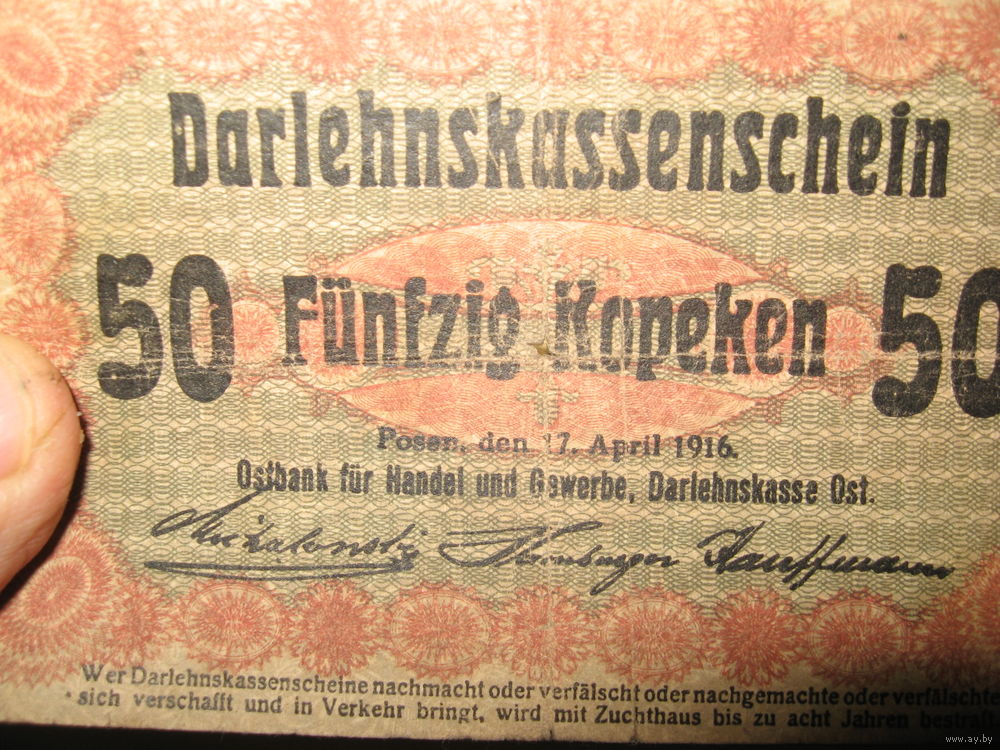 Darlehnskassenschein
50 Fünfzig Kopeken 50
Posen, den 17. April 1916.
Ostbank für Handel und Gewerbe, Darlehnskasse Ost.
Michalowsky Kauffmann
Wer Darlehnskassenscheine nachmacht oder verfälscht oder nachgemachte oder verfälschte
sich verschafft und in Verkehr bringt, wird mit Zuchthaus bis zu acht Jahren bestraft
www.ay.by